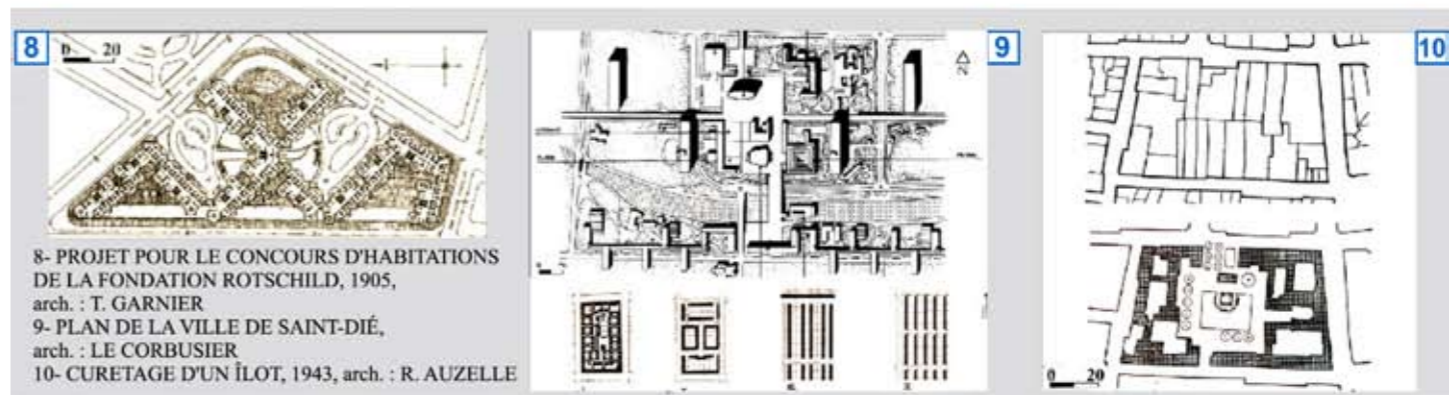 8
0 20
8- PROJET POUR LE CONCOURS D'HABITATIONS
DE LA FONDATION ROTSCHILD, 1905,
arch. : T. GARNIER
9- PLAN DE LA VILLE DE SAINT-DIÉ,
arch. : LE CORBUSIER
10- CURETAGE D'UN ÎLOT, 1943, arch. : R. AUZELLE
9
N
10
0 20